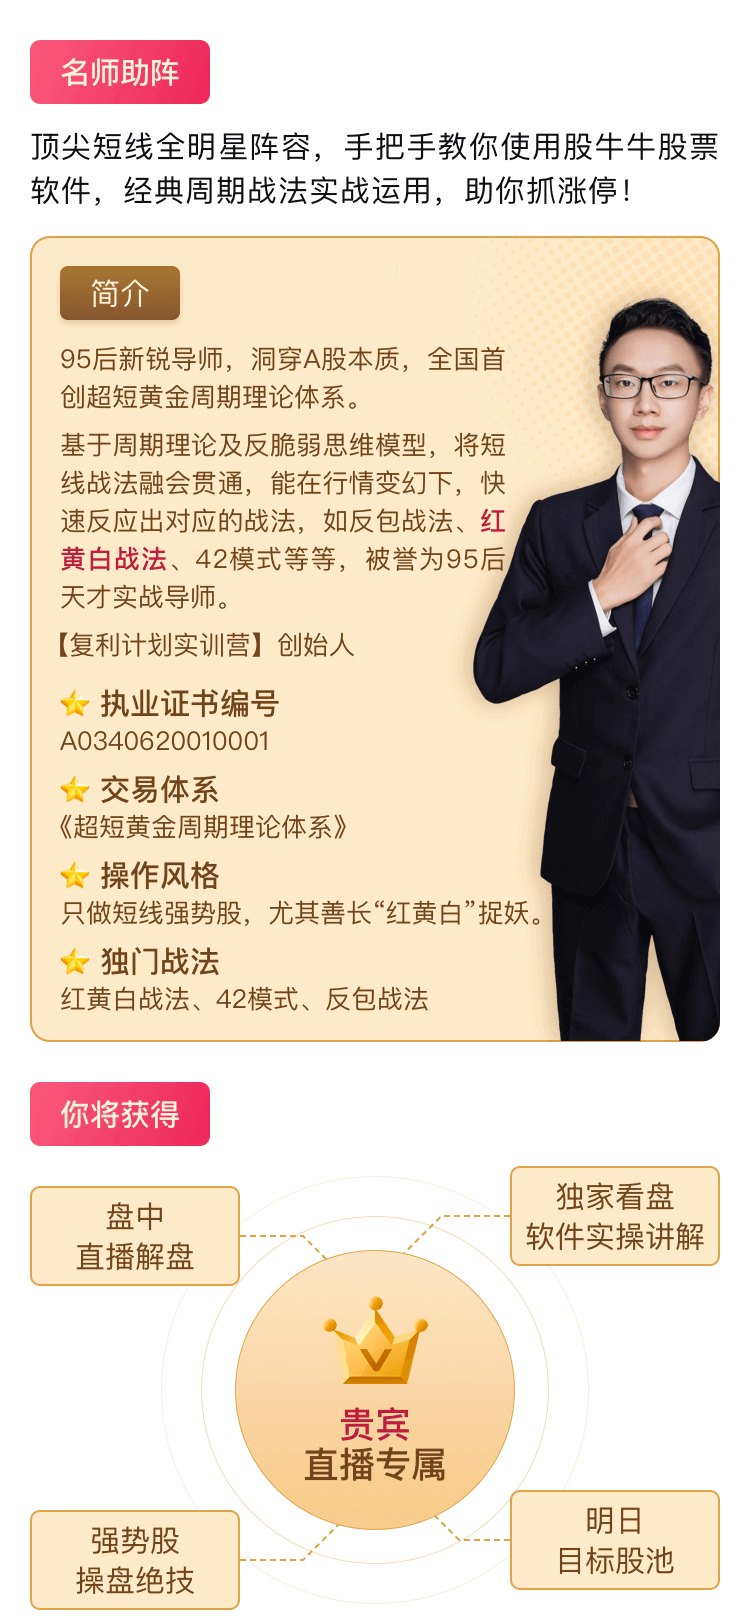 名师助阵
顶尖短线全明星阵容，手把手教你使用股牛牛股票
软件，经典周期战法实战运用，助你抓涨停！
简介
95后新锐导师，洞穿A股本质，全国首
创超短黄金周期理论体系。
基于周期理论及反脆弱思维模型，将短
线战法融会贯通，能在行情变幻下，快
速反应出对应的战法，如反包战法、红
黄白战法、42模式等等，被誉为95后
天才实战导师。
【复利计划实训营】创始人
执业证书编号
A0340620010001
交易体系
《超短黄金周期理论体系》
操作风格
只做短线强势股，尤其善长“红黄白”捉妖。
独门战法
红黄白战法、42模式、反包战法
你将获得
盘中
直播解盘
独家看盘
软件实操讲解
贵宾
直播专属
强势股
操盘绝技
明日
目标股池